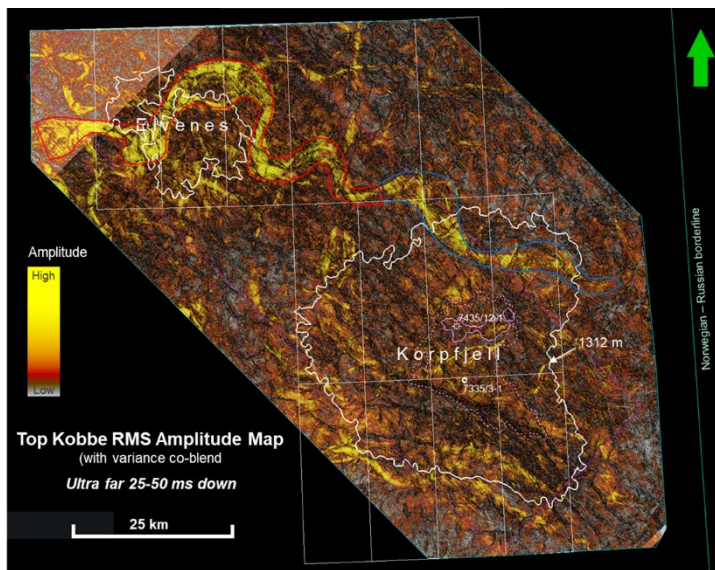 Elvenes
Amplitude
High
Low
7435/12-1
Korpfjell
1312 m
7335/3-1
Norwegian – Russian borderline
Top Kobbe RMS Amplitude Map
(with variance co-blend
Ultra far 25-50 ms down
25 km